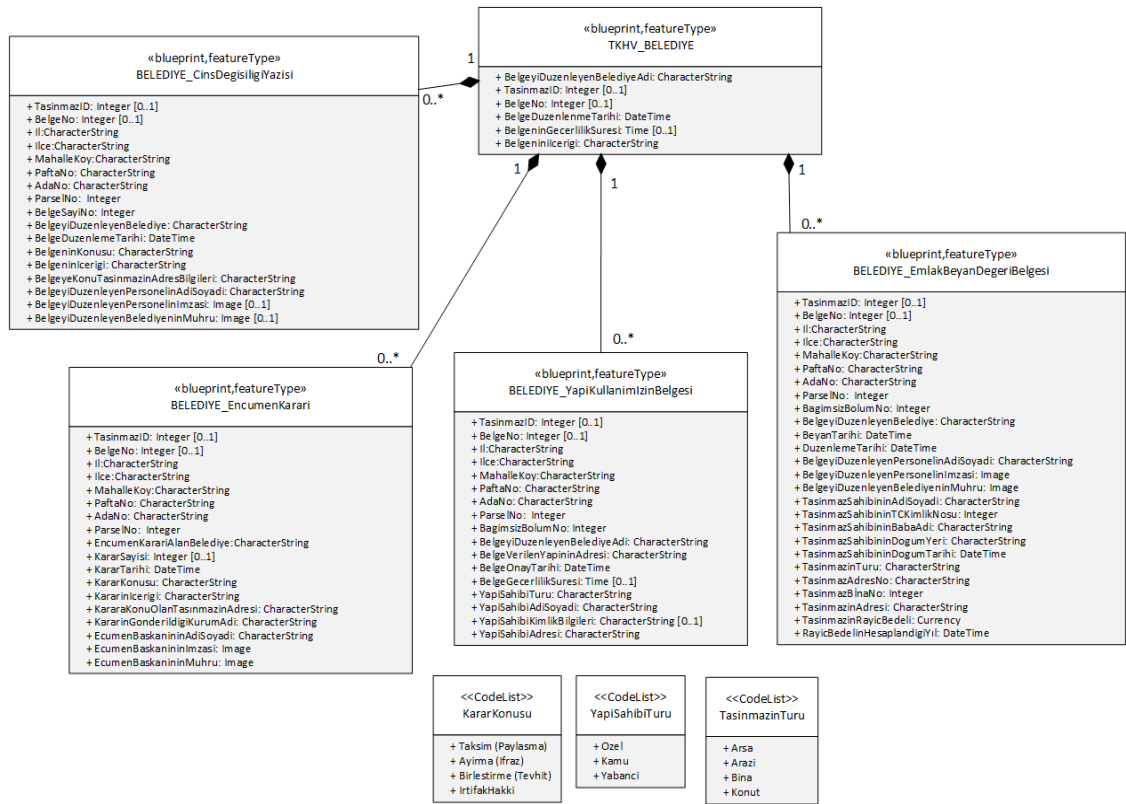 «blueprint,featureType»
TKHV_BELEDIYE
+ BelgeyiDuzenleyenBelediyeAdi: CharacterString
+ TasinmazID: Integer [0..1]
+ BelgeNo: Integer [0..1]
+ BelgeDuzenlenmeTarihi: DateTime
+ BelgeninGecerlilikSuresi: Time [0..1]
+ BelgeniniIcerigi: CharacterString
1
0..*
1
1
1
0..*
0..*
0..*
«blueprint,featureType»
BELEDIYE_CinsDegisiligiYazisi
+ TasinmazID: Integer [0..1]
+ BelgeNo: Integer [0..1]
+ Il:CharacterString
+ Ilce:CharacterString
+ MahalleKoy:CharacterString
+ PaftaNo: CharacterString
+ AdaNo: CharacterString
+ ParselNo: Integer
+ BelgeSayiNo: Integer
+ BelgeyiDuzenleyenBelediye: CharacterString
+ BelgeDuzenlemeTarihi: DateTime
+ BelgeninKonusu: CharacterString
+ BelgeninIcerigi: CharacterString
+ BelgeyeKonuTasinmazinAdresBilgileri: CharacterString
+ BelgeyiDuzenleyenPersonelinAdiSoyadi: CharacterString
+ BelgeyiDuzenleyenPersonelinImzasi: Image [0..1]
+ BelgeyiDuzenleyenBelediyeninMuhru: Image [0..1]
«blueprint,featureType»
BELEDIYE_EncumenKarari
+ TasinmazID: Integer [0..1]
+ BelgeNo: Integer [0..1]
+ Il:CharacterString
+ Ilce:CharacterString
+ MahalleKoy:CharacterString
+ PaftaNo: CharacterString
+ AdaNo: CharacterString
+ ParselNo: Integer
+ EncumenKarariAlanBelediye:CharacterString
+ KararSayisi: Integer [0..1]
+ KararTarihi: DateTime
+ KararKonusu: CharacterString
+ KararinIcerigi: CharacterString
+ KararaKonuOlanTasınmazinAdresi: CharacterString
+ KararinGonderildigiKurumAdi: CharacterString
+ EcumenBaskanininAdiSoyadi: CharacterString
+ EcumenBaskanininImzasi: Image
+ EcumenBaskanininMuhru: Image
«blueprint,featureType»
BELEDIYE_YapiKullanimIzinBelgesi
+ TasinmazID: Integer [0..1]
+ BelgeNo: Integer [0..1]
+ Il:CharacterString
+ Ilce:CharacterString
+ MahalleKoy:CharacterString
+ PaftaNo: CharacterString
+ AdaNo: CharacterString
+ ParselNo: Integer
+ BagimsizBolumNo: Integer
+ BelgeyiDuzenleyenBelediyeAdi: CharacterString
+ BelgeVerilenYapininAdresi: CharacterString
+ BelgeOnayTarihi: DateTime
+ BelgeGecerlilikSuresi: Time [0..1]
+ YapiSahibiTuru: CharacterString
+ YapiSahibiAdiSoyadi: CharacterString
+ YapiSahibiKimlikBilgileri: CharacterString [0..1]
+ YapiSahibiAdresi: CharacterString
«blueprint,featureType»
BELEDIYE_EmlakBeyanDegeriBelgesi
+ TasinmazID: Integer [0..1]
+ BelgeNo: Integer [0..1]
+ Il:CharacterString
+ Ilce:CharacterString
+ MahalleKoy:CharacterString
+ PaftaNo: CharacterString
+ AdaNo: CharacterString
+ ParselNo: Integer
+ BagimsizBolumNo: Integer
+ BelgeyiDuzenleyenBelediye: CharacterString
+ BeyanTarihi: DateTime
+ DuzenlemeTarihi: DateTime
+ BelgeyiDuzenleyenPersonelinAdiSoyadi: CharacterString
+ BelgeyiDuzenleyenPersonelinImzasi: Image
+ BelgeyiDuzenleyenBelediyeninMuhru: Image
+ TasinmazSahibininAdiSoyadi: CharacterString
+ TasinmazSahibininTCKimlikNosu: Integer
+ TasinmazSahibininBabaAdi: CharacterString
+ TasinmazSahibininDogumYeri: CharacterString
+ TasinmazSahibininDogumTarihi: DateTime
+ TasinmazinTuru: CharacterString
+ TasinmazAdresNo: CharacterString
+ TasinmazBİnaNo: Integer
+ TasinmazinAdresi: CharacterString
+ TasinmazinRayicBedeli: Currency
+ RayicBedelinHesaplandigiYıl: DateTime
<<CodeList>>
KararKonusu
+ Taksim (Paylasma)
+ Ayirma (Ifraz)
+ Birlestirme (Tevhit)
+ IrtifakHakki
<<CodeList>>
YapiSahibiTuru
+ Ozel
+ Kamu
+ Yabanci
<<CodeList>>
TasinmazinTuru
+ Arsa
+ Arazi
+ Bina
+ Konut